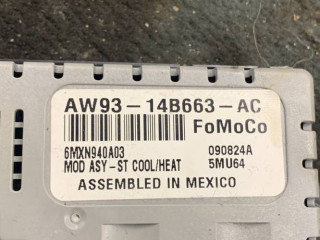 AW93-14B663-AC
FoMoCo
6MXN940A03 090824A
MOD ASY-ST COOL/HEAT 5MU64
ASSEMBLED IN MEXICO